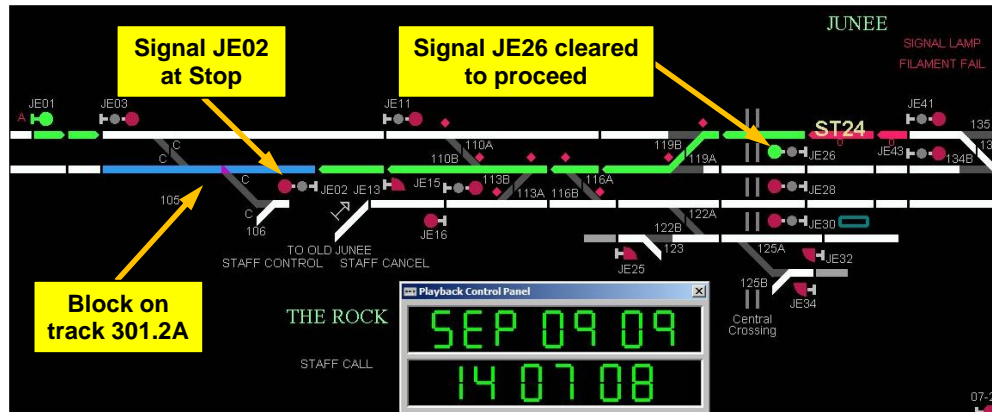 JUNEE
Signal JE02
at Stop
Signal JE26 cleared
to proceed
SIGNAL LAMP
FILAMENT FAIL
JE01
JE03
JE11
JE41
A
ST24
135
C
110A
119B
O
O
JE43
13
110B
119A
JE26
134B
C
105
JE02
JE13
JE15
113B
113A
116B
116A
JE28
C
106
122A
JE16
122B
JE30
TO OLD JUNEE
STAFF CONTROL
STAFF CANCEL
123
125A
JE25
JE32
Block on
track 301.2A
125B
JE34
Playback Control Panel
THE ROCK
SEP 09 09
Central
Crossing
STAFF CALL
14 07 08